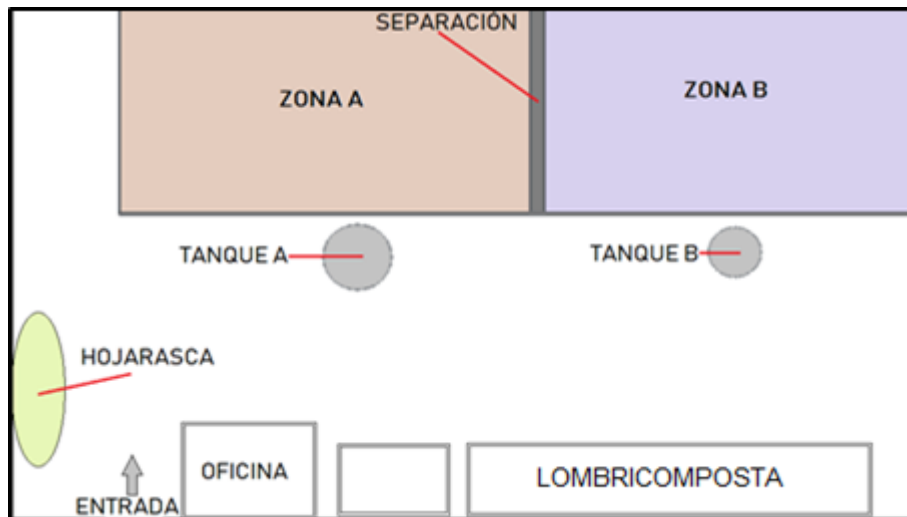 SEPARACIÓN
ZONA A
ZONA B
TANQUE A
TANQUE B
HOJARASCA
OFICINA
LOMBRICOMPOSTA
ENTRADA